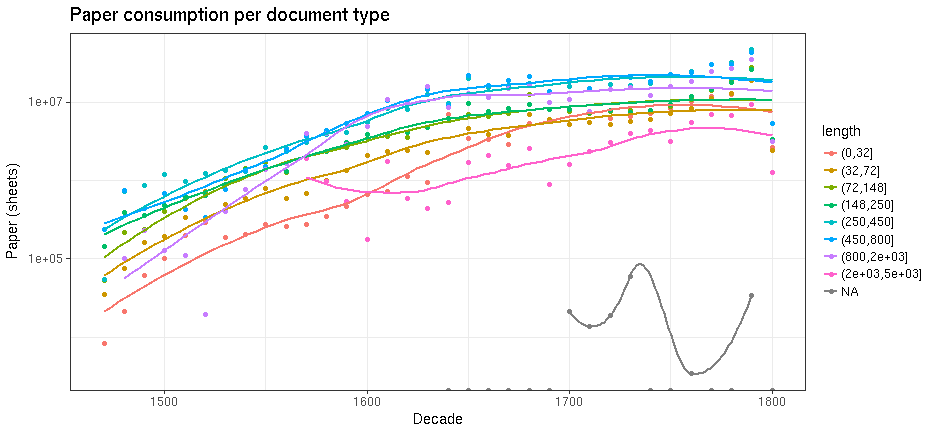 Paper consumption per document type
Paper (sheets)
1e+07
1e+05
1500
1600
1700
1800
Decade
length
(0,32]
(32,72]
(72,148]
(148,250]
(250,450]
(450,800]
(800,2e+03]
(2e+03,5e+03]
NA